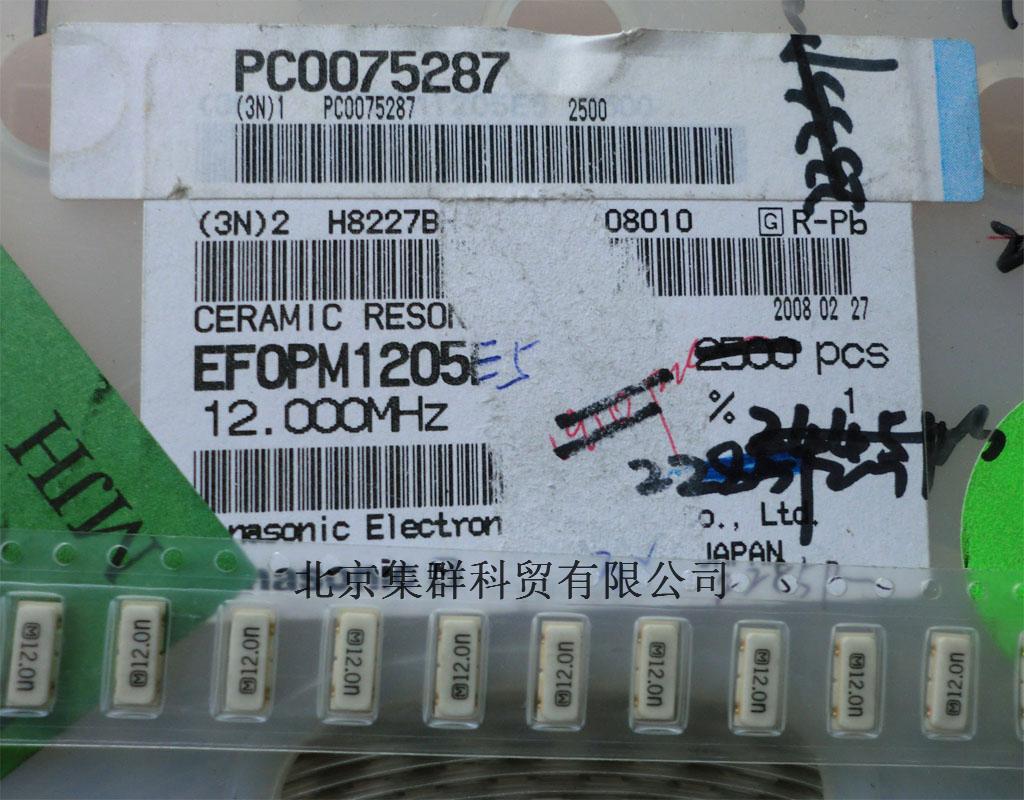 PC0075287
(3N)1 PC0075287 2500
(3N)2 H8227B 08010 G R-Pb
2008 02 27
CERAMIC RESON
EFOPM1205E5
2500 pcs
12.000MHz
% 1
nasonic Electron o., Ltd.
JAPAN
MJH
北京集群科贸有限公司
M12.0n M12.0n M12.0n M12.0n M12.0n M12.0n M12.0n M12.0n M12.0n M12.0n